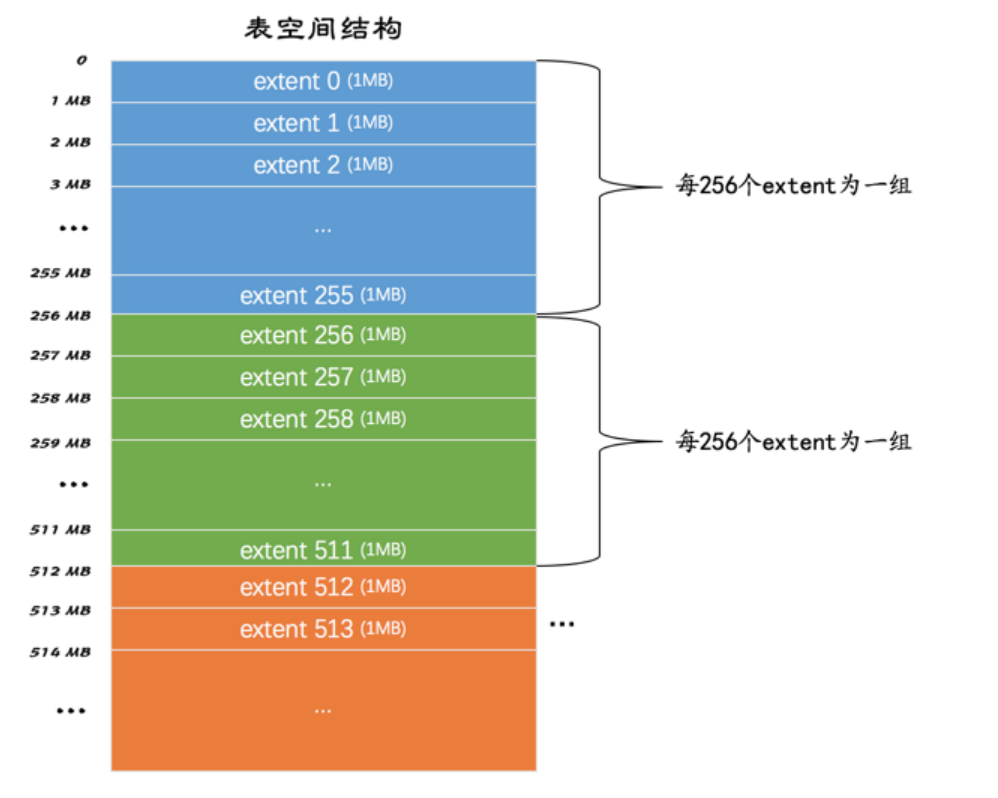 表空间结构
0
extent 0 (1MB)
1 MB
extent 1 (1MB)
2 MB
extent 2 (1MB)
3 MB
每256个extent为一组
...
...
255 MB
extent 255 (1MB)
256 MB
extent 256 (1MB)
257 MB
extent 257 (1MB)
258 MB
extent 258 (1MB)
259 MB
每256个extent为一组
...
...
511 MB
extent 511 (1MB)
512 MB
extent 512 (1MB)
513 MB
extent 513 (1MB)
...
514 MB
...
...